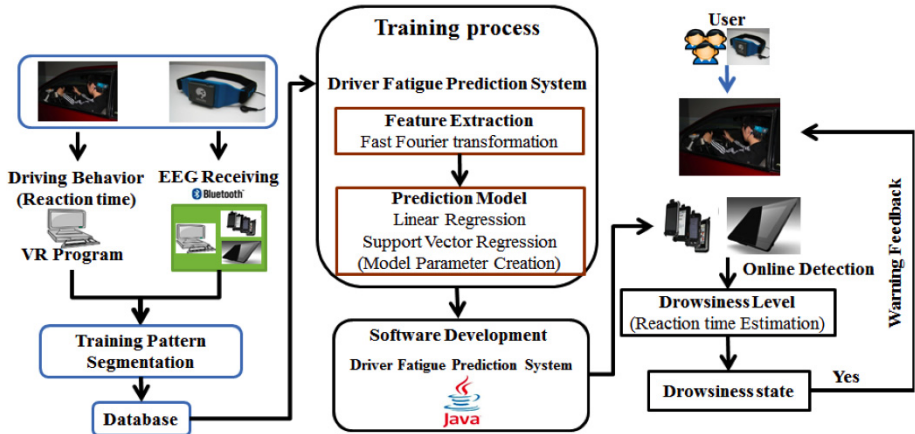 Driving Behavior
(Reaction time)
VR Program
EEG Receiving
Bluetooth
Training Pattern
Segmentation
Database
Training process
Driver Fatigue Prediction System
Feature Extraction
Fast Fourier transformation
Prediction Model
Linear Regression
Support Vector Regression
(Model Parameter Creation)
Software Development
Driver Fatigue Prediction System
Java
User
Online Detection
Drowsiness Level
(Reaction time Estimation)
Drowsiness state
Yes
Warning Feedback